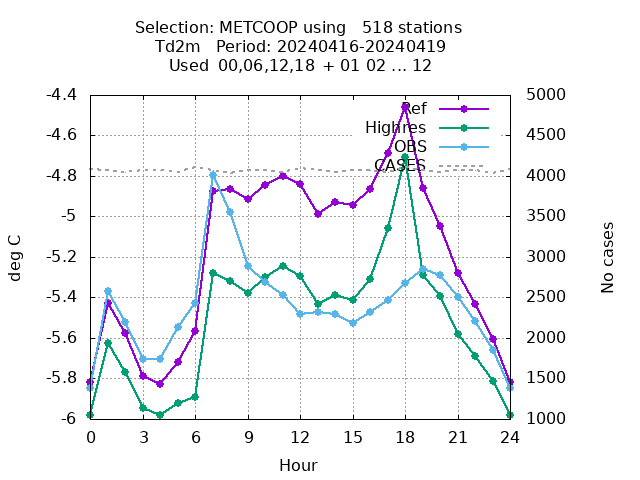 Selection: METCOOP using 518 stations
Td2m Period: 20240416-20240419
Used 00,06,12,18 + 01 02 ... 12
-4.4
-4.6
-4.8
-5
-5.2
-5.4
-5.6
-5.8
-6
5000
4500
4000
3500
3000
2500
2000
1500
1000
Ref
Highres
OBS
CASES
deg C
No cases
0 3 6 9 12 15 18 21 24
Hour